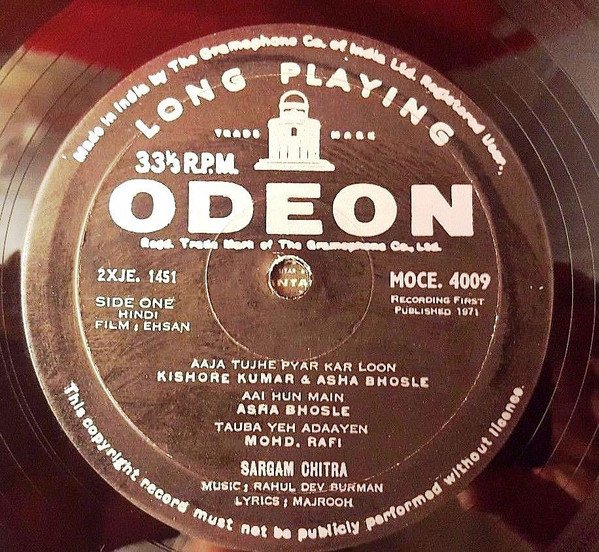 Made in India by The Gramophone Co. of India Ltd. Registered User.
LONG PLAYING
TRADE MARK
33⅓ R.P.M.
ODEON
Regd. Trade Mark of The Gramophone Co., Ltd.
2XJE. 1451
MOCE. 4009
SIDE ONE
HINDI
FILM ; EHSAN
RECORDING FIRST
PUBLISHED 1971
AAJA TUJHE PYAR KAR LOON
KISHORE KUMAR & ASHA BHOSLE
AAI HUN MAIN
ASHA BHOSLE
TAUBA YEH ADAAYEN
MOHD. RAFI
SARGAM CHITRA
MUSIC ; RAHUL DEV BURMAN
LYRICS ; MAJROOH
This copyright record must not be publicly performed without license.